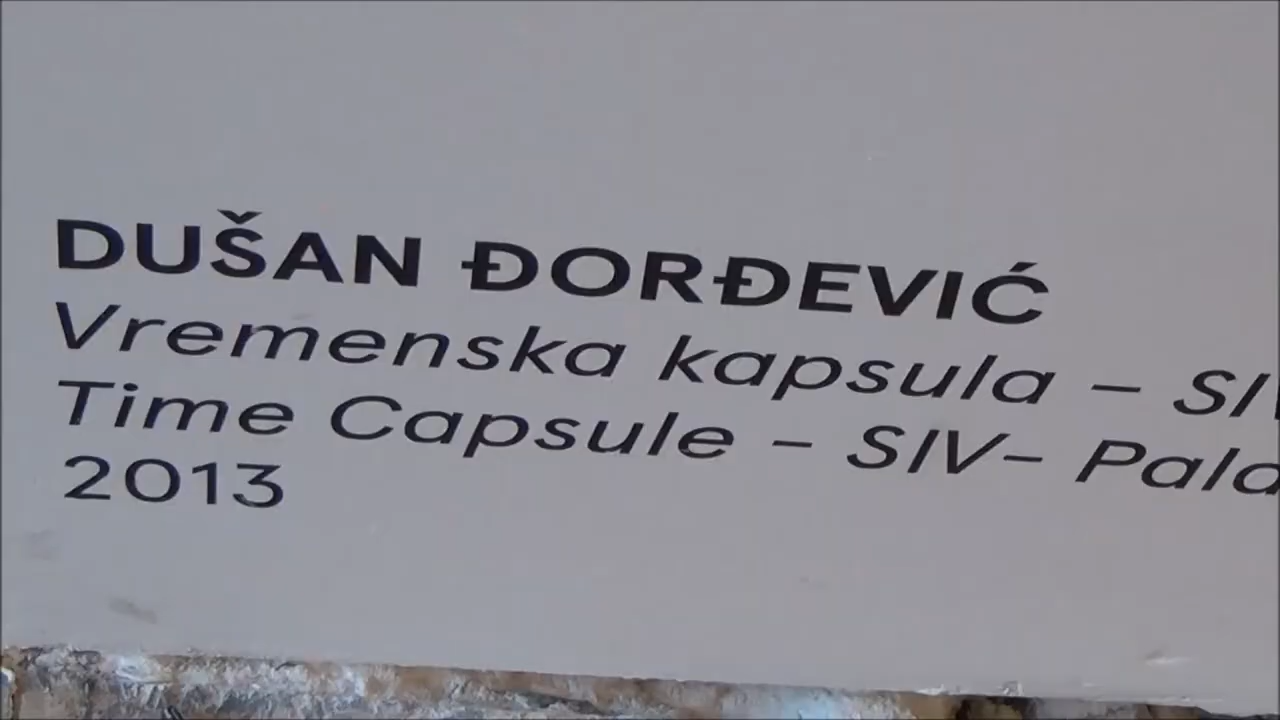 DUŠAN ĐORĐEVIĆ
Vremenska kapsula –
Time Capsule – SIV–
2013